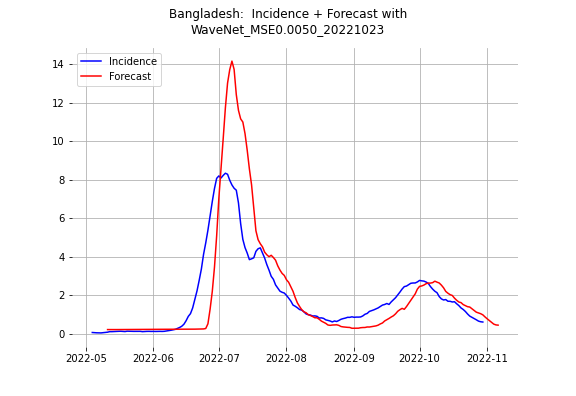 Bangladesh:  Incidence + Forecast with
WaveNet_MSE0.0050_20221023
Incidence
Forecast
14
12
10
8
6
4
2
0
2022-05 2022-06 2022-07 2022-08 2022-09 2022-10 2022-11